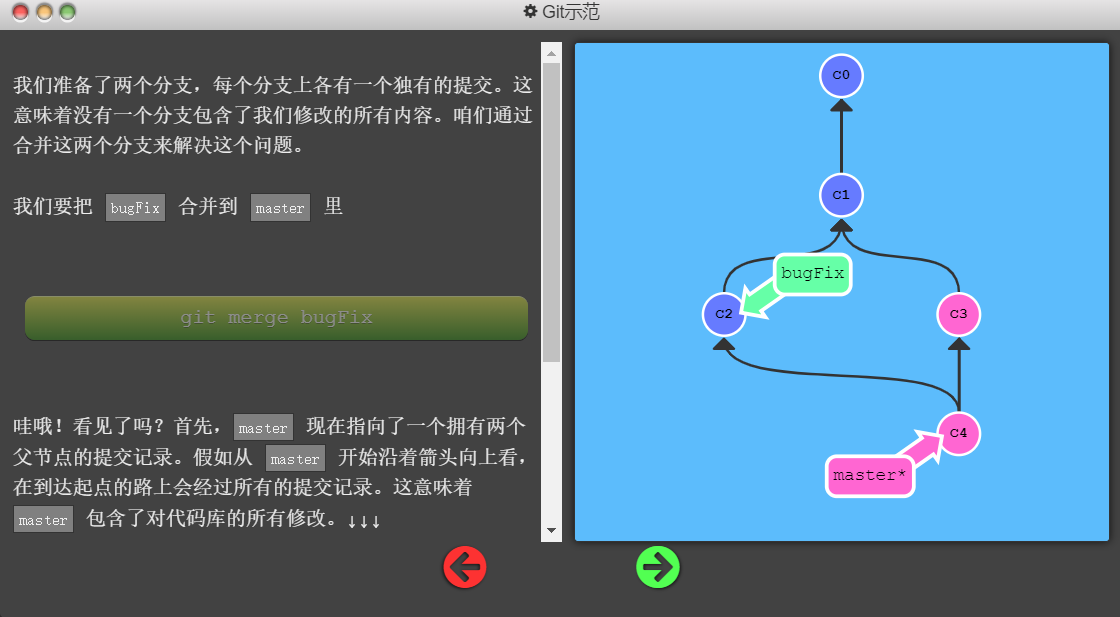 Git示范
我们准备了两个分支，每个分支上各有一个独有的提交。这
意味着没有一个分支包含了我们修改的所有内容。咱们通过
合并这两个分支来解决这个问题。
我们要把 bugFix 合并到 master 里
git merge bugFix
哇哦！看见了吗？首先，master 现在指向了一个拥有两个
父节点的提交记录。假如从 master 开始沿着箭头向上看，
在到达起点的路上会经过所有的提交记录。这意味着
master 包含了对代码库的所有修改。↓↓↓
C0
C1
bugFix
C2
C3
C4
master*